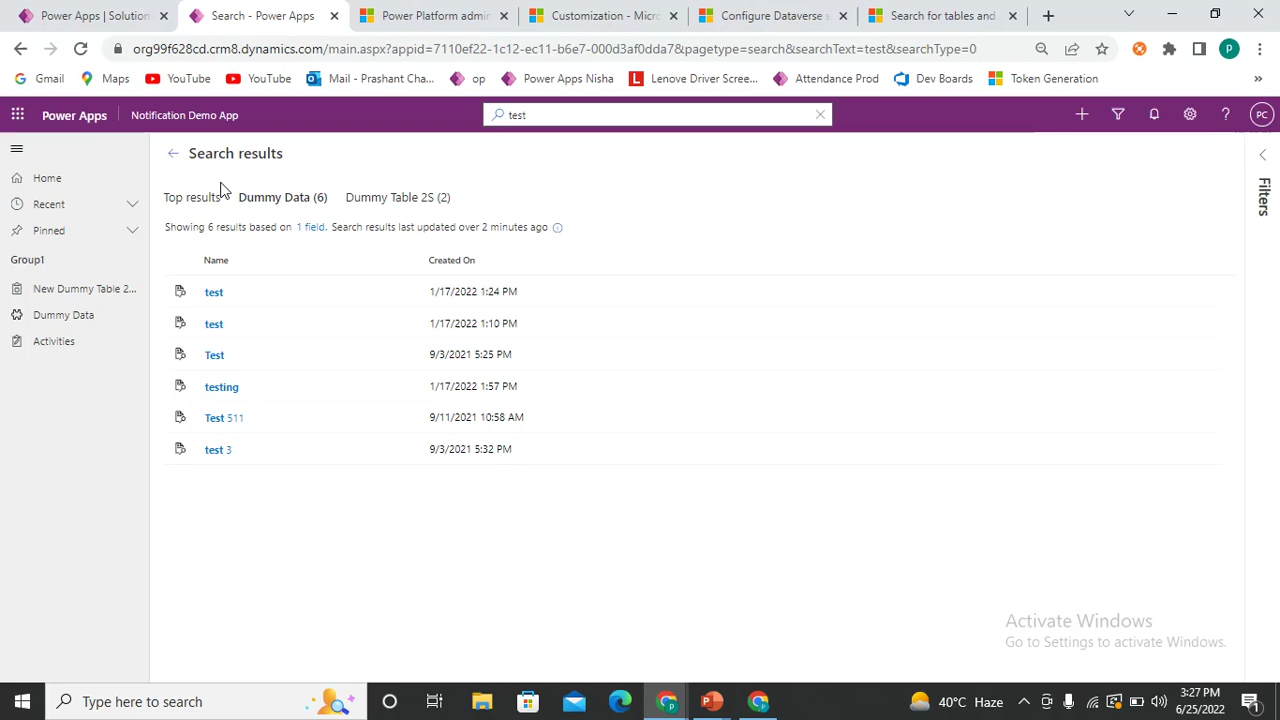 Power Apps | Solution
Search - Power Apps
Power Platform admin
Customization - Micro
Configure Dataverse s
Search for tables and
org99f628cd.crm8.dynamics.com/main.aspx?appid=7110ef22-1c12-ec11-b6e7-000d3af0dda7&pagetype=search&searchText=test&searchType=0
P
Gmail
Maps
YouTube
YouTube
Mail - Prashant Cha...
op
Power Apps Nisha
Lenove Driver Scree...
Attendance Prod
Dev Boards
Token Generation
»
Power Apps
Notification Demo App
test
PC
Search results
Home
Recent
Pinned
Group1
New Dummy Table 2...
Dummy Data
Activities
Top results
Dummy Data (6)
Dummy Table 2S (2)
Showing 6 results based on 1 field. Search results last updated over 2 minutes ago
Name Created On
test 1/17/2022 1:24 PM
test 1/17/2022 1:10 PM
Test 9/3/2021 5:25 PM
testing 1/17/2022 1:57 PM
Test 511 9/11/2021 10:58 AM
test 3 9/3/2021 5:32 PM
Filters
Activate Windows
Go to Settings to activate Windows.
Type here to search
40°C Haze
3:27 PM
6/25/2022
1